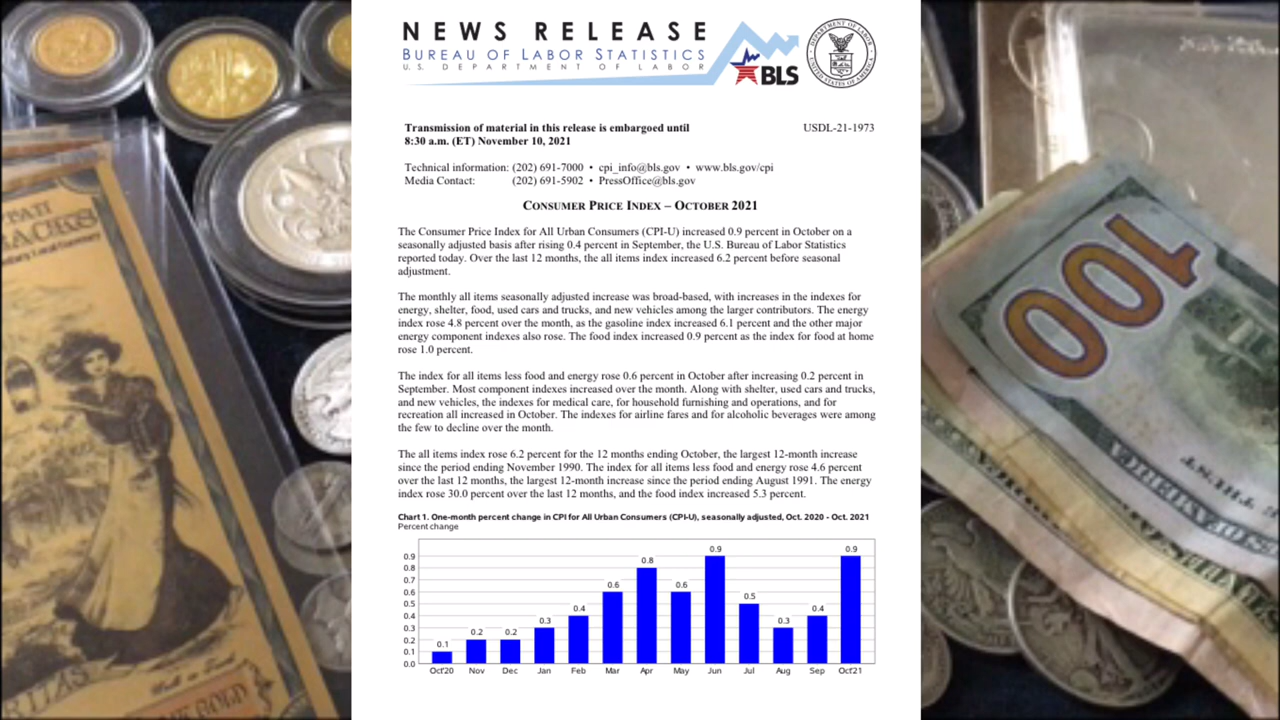 NEWS RELEASE
BUREAU OF LABOR STATISTICS
U.S. DEPARTMENT OF LABOR
BLS
Transmission of material in this release is embargoed until
USDL-21-1973
8:30 a.m. (ET) November 10, 2021
Technical information: (202) 691-7000 • cpi_info@bls.gov • www.bls.gov/cpi
Media Contact: (202) 691-5902 • PressOffice@bls.gov
CONSUMER PRICE INDEX – OCTOBER 2021
The Consumer Price Index for All Urban Consumers (CPI-U) increased 0.9 percent in October on a
seasonally adjusted basis after rising 0.4 percent in September, the U.S. Bureau of Labor Statistics
reported today. Over the last 12 months, the all items index increased 6.2 percent before seasonal
adjustment.
The monthly all items seasonally adjusted increase was broad-based, with increases in the indexes for
energy, shelter, food, used cars and trucks, and new vehicles among the larger contributors. The energy
index rose 4.8 percent over the month, as the gasoline index increased 6.1 percent and the other major
energy component indexes also rose. The food index increased 0.9 percent as the index for food at home
rose 1.0 percent.
The index for all items less food and energy rose 0.6 percent in October after increasing 0.2 percent in
September. Most component indexes increased over the month. Along with shelter, used cars and trucks,
and new vehicles, the indexes for medical care, for household furnishing and operations, and for
recreation all increased in October. The indexes for airline fares and for alcoholic beverages were among
the few to decline over the month.
The all items index rose 6.2 percent for the 12 months ending October, the largest 12-month increase
since the period ending November 1990. The index for all items less food and energy rose 4.6 percent
over the last 12 months, the largest 12-month increase since the period ending August 1991. The energy
index rose 30.0 percent over the last 12 months, and the food index increased 5.3 percent.
Chart 1. One-month percent change in CPI for All Urban Consumers (CPI-U), seasonally adjusted, Oct. 2020 - Oct. 2021
Percent change
0.9
0.8
0.7
0.6
0.5
0.4
0.3
0.2
0.1
0.0
0.1 0.2 0.2 0.3 0.4 0.6 0.8 0.6 0.9 0.5 0.3 0.4 0.9
Oct'20 Nov Dec Jan Feb Mar Apr May Jun Jul Aug Sep Oct'21
100